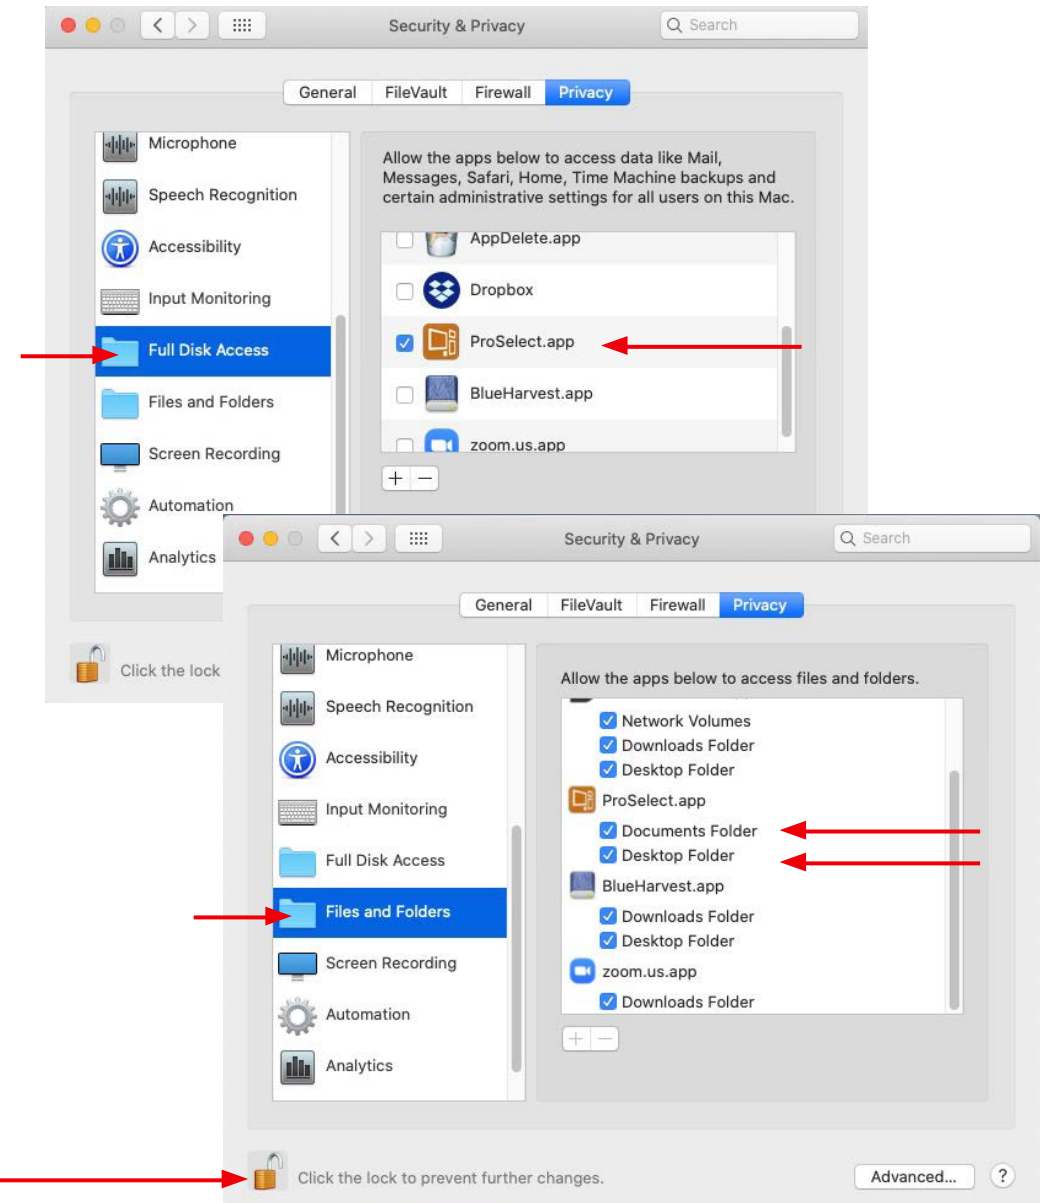 Security & Privacy
Search
General
FileVault
Firewall
Privacy
Microphone
Speech Recognition
Accessibility
Input Monitoring
Full Disk Access
Files and Folders
Screen Recording
Automation
Analytics
Allow the apps below to access data like Mail,
Messages, Safari, Home, Time Machine backups and
certain administrative settings for all users on this Mac.
AppDelete.app
Dropbox
ProSelect.app
BlueHarvest.app
zoom.us.app
+ −
Click the lock
Security & Privacy
Search
General
FileVault
Firewall
Privacy
Microphone
Speech Recognition
Accessibility
Input Monitoring
Full Disk Access
Files and Folders
Screen Recording
Automation
Analytics
Allow the apps below to access files and folders.
Network Volumes
Downloads Folder
Desktop Folder
ProSelect.app
Documents Folder
Desktop Folder
BlueHarvest.app
Downloads Folder
Desktop Folder
zoom.us.app
Downloads Folder
+ −
Click the lock to prevent further changes.
Advanced...
?